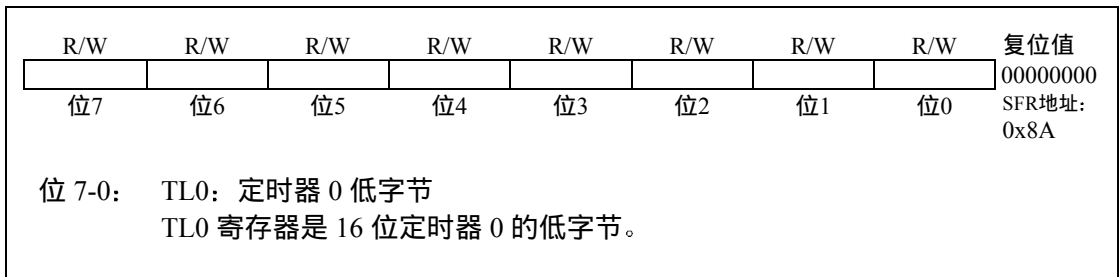 R/W R/W R/W R/W R/W R/W R/W R/W 复位值
00000000
位7 位6 位5 位4 位3 位2 位1 位0 SFR地址：
0x8A
位 7-0： TL0：定时器 0 低字节
TL0 寄存器是 16 位定时器 0 的低字节。